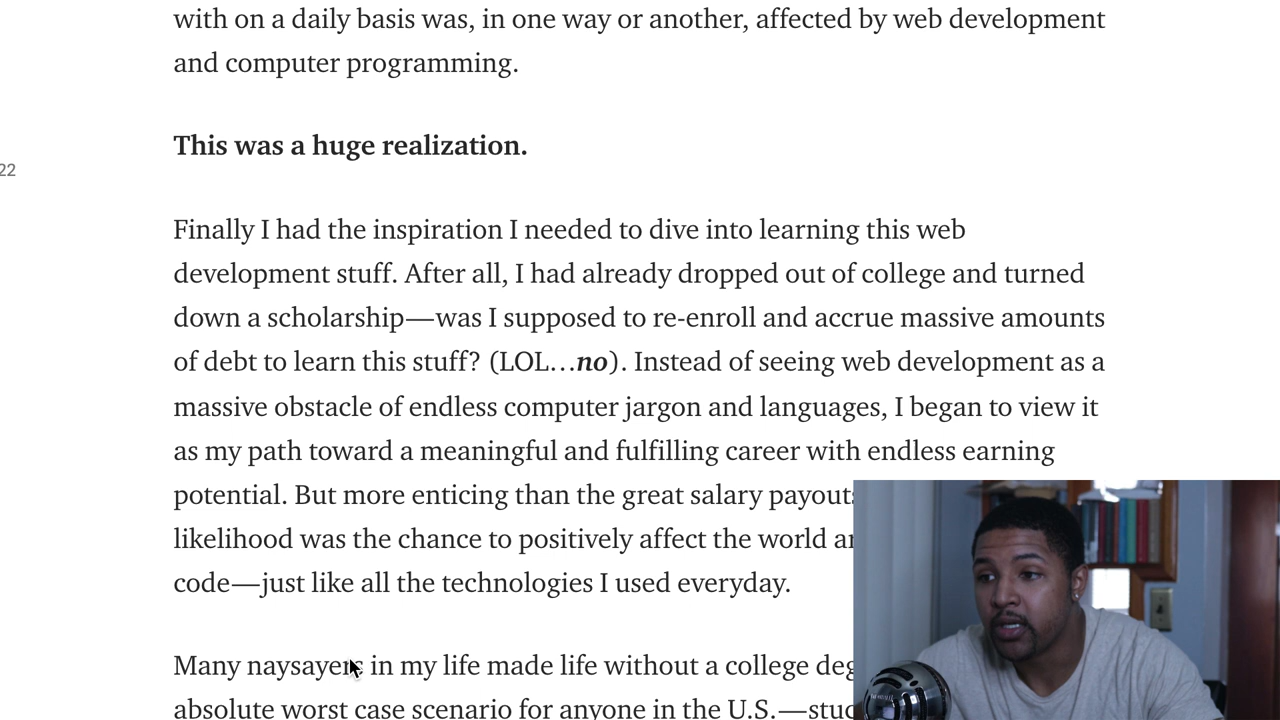 with on a daily basis was, in one way or another, affected by web development
and computer programming.
This was a huge realization.
22
Finally I had the inspiration I needed to dive into learning this web
development stuff. After all, I had already dropped out of college and turned
down a scholarship—was I supposed to re-enroll and accrue massive amounts
of debt to learn this stuff? (LOL…no). Instead of seeing web development as a
massive obstacle of endless computer jargon and languages, I began to view it
as my path toward a meaningful and fulfilling career with endless earning
potential. But more enticing than the great salary payouts
likelihood was the chance to positively affect the world
code—just like all the technologies I used everyday.
Many naysayers in my life made life without a college
absolute worst case scenario for anyone in the U.S.—